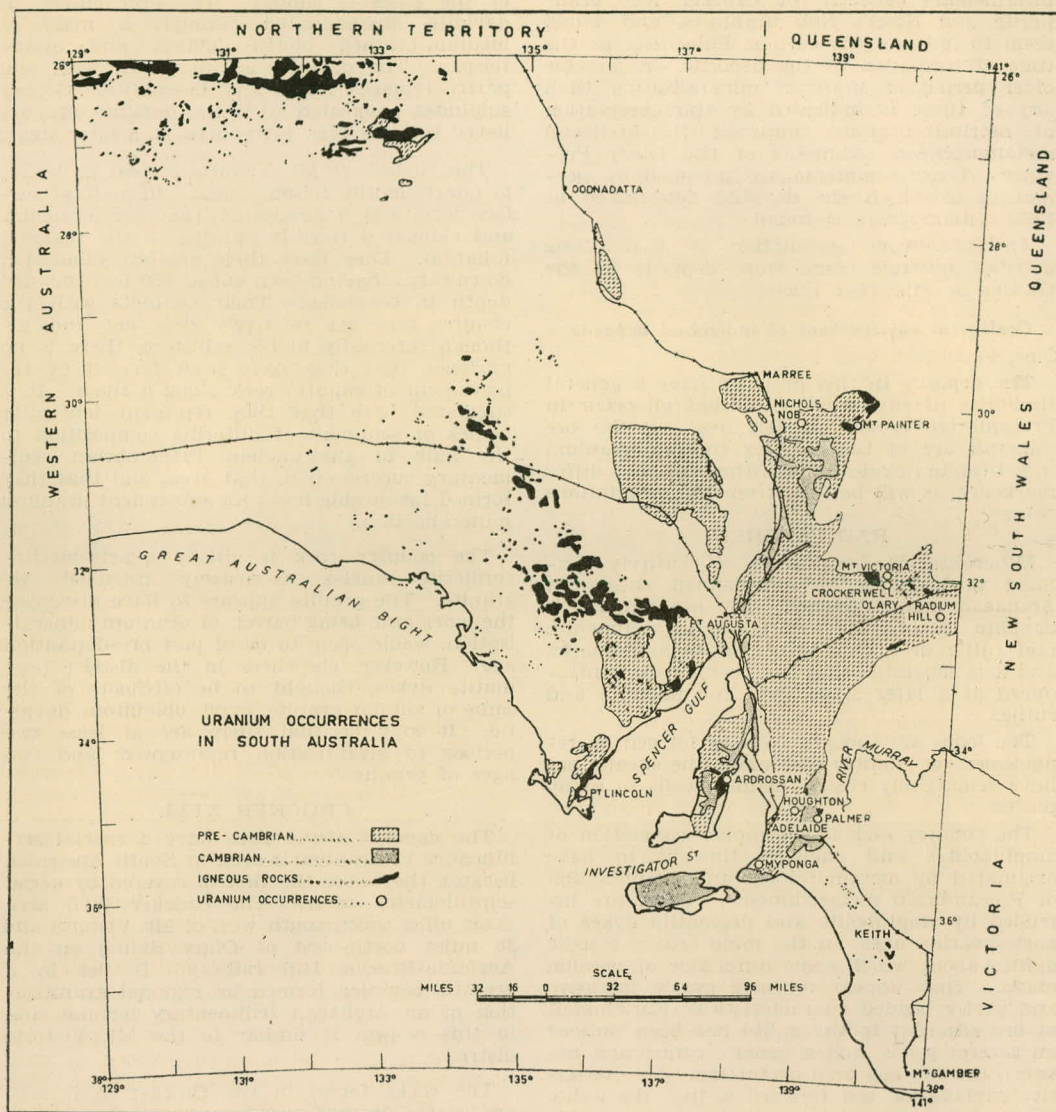 NORTHERN TERRITORY
QUEENSLAND
129°
131°
133°
135°
137°
139°
141°
26°
26°
WESTERN AUSTRALIA
QUEENSLAND
OODNADATTA
28°
28°
MARREE
NICHOLS
NOB
MT PAINTER
30°
30°
NEW SOUTH WALES
GREAT AUSTRALIAN BIGHT
32°
32°
MT VICTORIA
CROCKERWELL
OLARY
RADIUM
HILL
PT AUGUSTA
URANIUM OCCURRENCES
IN SOUTH AUSTRALIA
SPENCER GULF
34°
34°
RIVER MURRAY
PT LINCOLN
ARDROSSAN
HOUGHTON
PALMER
ADELAIDE
PRE-CAMBRIAN
CAMBRIAN
IGNEOUS ROCKS
URANIUM OCCURRENCES
INVESTIGATOR ST
MYPONGA
36°
36°
KEITH
VICTOIA
SCALE
MILES 32 16 0 32 64 96 MILES
MT GAMBER
38°
38°
129°
131°
133°
135°
137°
139°
141°